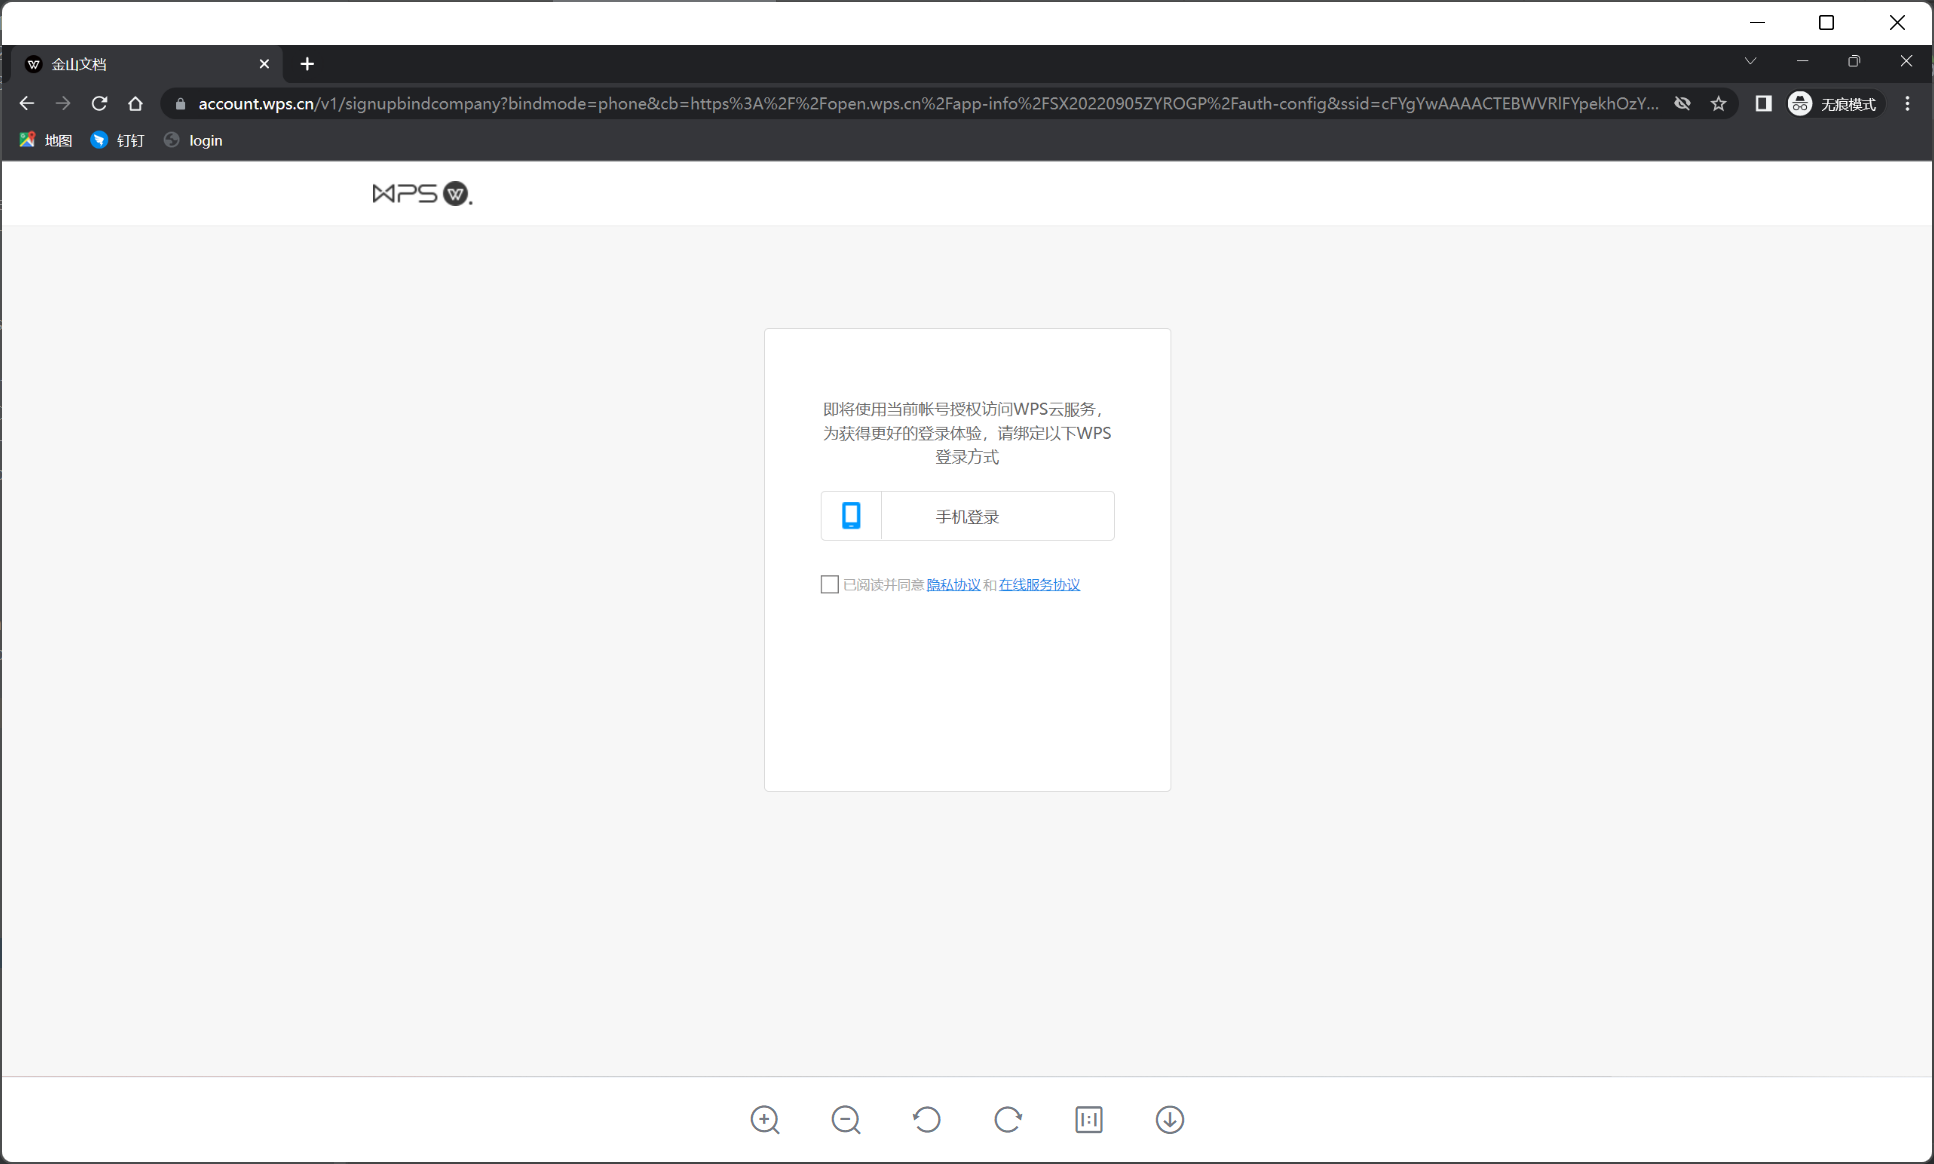 金山文档
account.wps.cn/v1/signupbindcompany?bindmode=phone&cb=https%3A%2F%2Fopen.wps.cn%2Fapp-info%2FSX20220905ZYROGP%2Fauth-config&ssid=cFYgYwAAAACTEBWVRlFYpekhOzY...
无痕模式
地图 钉钉 login
WPS
即将使用当前帐号授权访问WPS云服务，
为获得更好的登录体验，请绑定以下WPS
登录方式
手机登录
已阅读并同意 隐私协议 和 在线服务协议